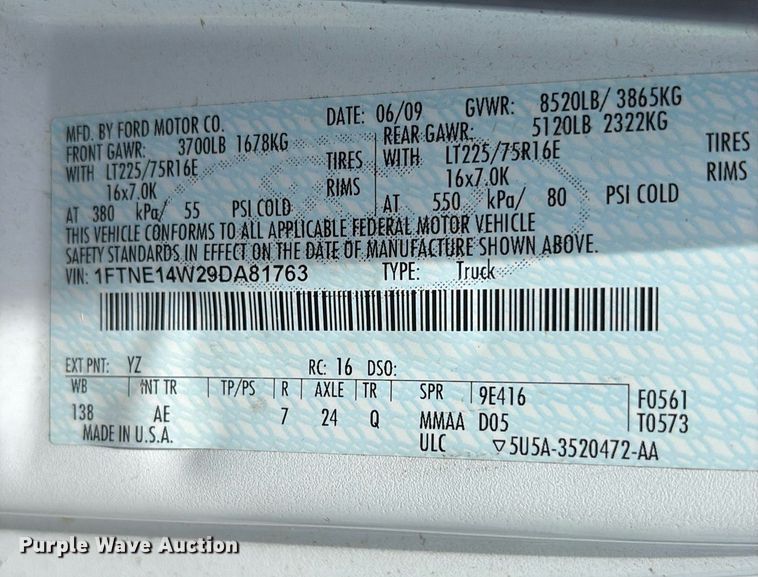 MFD. BY FORD MOTOR CO.
DATE: 06/09 GVWR: 8520LB/ 3865KG
FRONT GAWR: 3700LB 1678KG
REAR GAWR: 5120LB 2322KG
WITH LT225/75R16E TIRES
WITH LT225/75R16E TIRES
16x7.0K RIMS
16x7.0K RIMS
AT 380 kPa/ 55 PSI COLD
AT 550 kPa/ 80 PSI COLD
THIS VEHICLE CONFORMS TO ALL APPLICABLE FEDERAL MOTOR VEHICLE
SAFETY STANDARDS IN EFFECT ON THE DATE OF MANUFACTURE SHOWN ABOVE.
VIN: 1FTNE14W29DA81763 TYPE: Truck
EXT PNT: YZ RC: 16 DSO:
WB INT TR TP/PS R AXLE TR SPR 9E416 F0561
138 AE 7 24 Q MMAA D05 T0573
MADE IN U.S.A. ULC ▽5U5A-3520472-AA
Purple Wave Auction